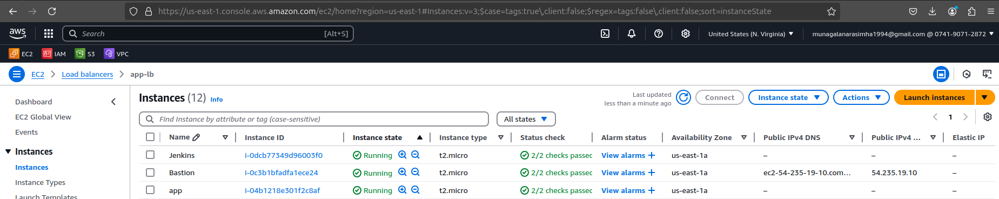 https://us-east-1.console.aws.amazon.com/ec2/home?region=us-east-1#Instances:v=3;$case=tags:true\,client:false;$regex=tags:false\,client:false;sort=instanceState
aws Search [Alt+S] United States (N. Virginia) munagalanarasimha1994@gmail.com @ 0741-9071-2872
EC2 IAM S3 VPC
EC2 Load balancers app-lb
Dashboard
EC2 Global View
Events
Instances
Instances
Instance Types
Launch Templates
Instances (12) Info
Last updated
less than a minute ago
Connect Instance state Actions Launch instances
Find Instance by attribute or tag (case-sensitive) All states 1
Name Instance ID Instance state Instance type Status check Alarm status Availability Zone Public IPv4 DNS Public IPv4 ... Elastic IP
Jenkins i-0dcb77349d96003f0 Running t2.micro 2/2 checks passed View alarms + us-east-1a – – –
Bastion i-0c3b1bfadfa1ece24 Running t2.micro 2/2 checks passed View alarms + us-east-1a ec2-54-235-19-10.com... 54.235.19.10 –
app i-04b1218e301f2c8af Running t2.micro 2/2 checks passed View alarms + us-east-1a – – –